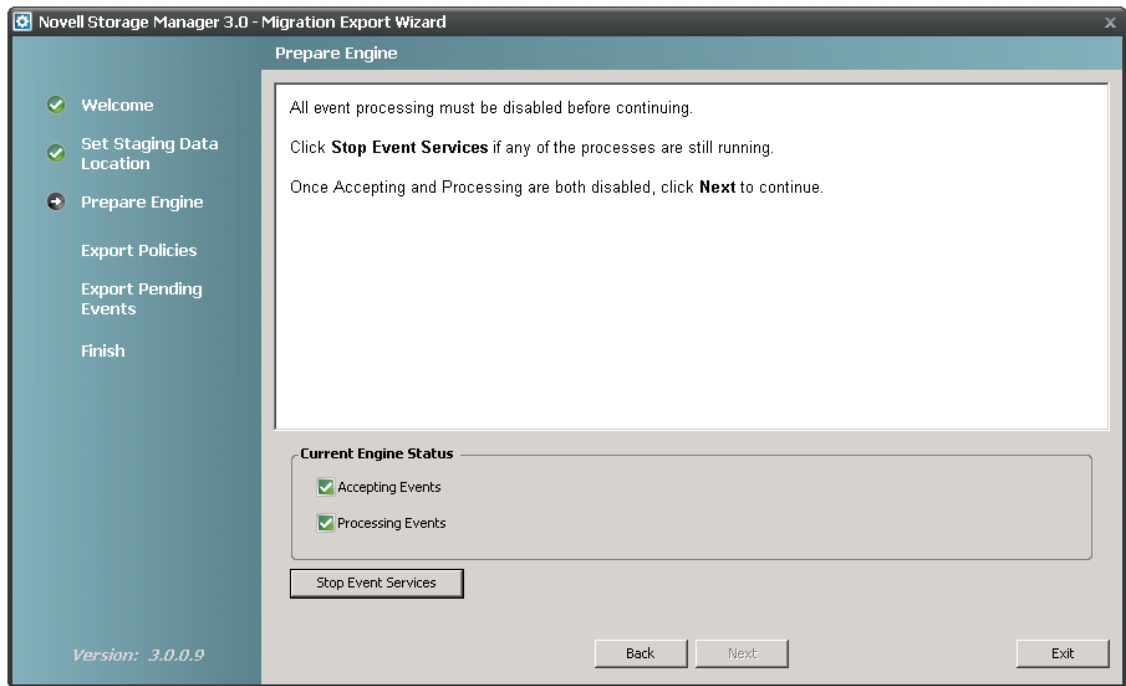 Novell Storage Manager 3.0 - Migration Export Wizard
x
Prepare Engine
Welcome
Set Staging Data
Location
Prepare Engine
Export Policies
Export Pending
Events
Finish
Version: 3.0.0.9
All event processing must be disabled before continuing.
Click Stop Event Services if any of the processes are still running.
Once Accepting and Processing are both disabled, click Next to continue.
Current Engine Status
Accepting Events
Processing Events
Stop Event Services
Back
Next
Exit